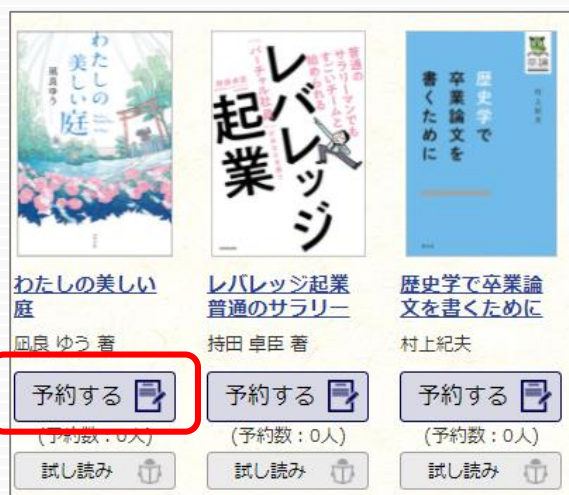 わたしの
美しい
庭
凪良ゆう
普通の
サラリーマンでも
すごいチームと
始められる
レバレッジ
起業
歴史学で
卒業論文を
書くために
村上紀夫
卒論
わたしの美しい
庭
凪良 ゆう 著
予約する
(予約数：0人)
試し読み
レバレッジ起業
普通のサラリー
持田 卓臣 著
予約する
(予約数：0人)
試し読み
歴史学で卒業論
文を書くために
村上紀夫
予約する
(予約数：0人)
試し読み